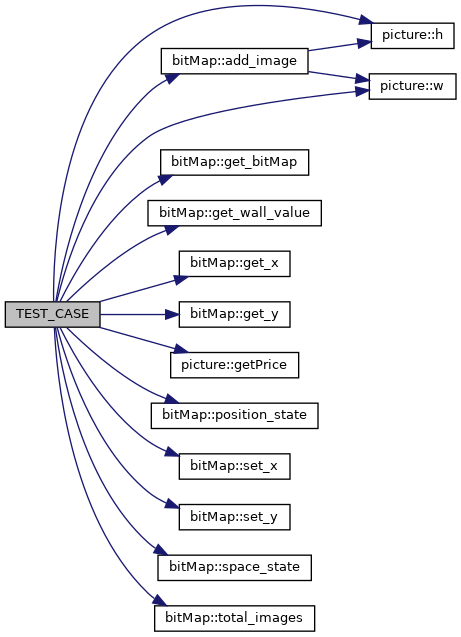 picture::h
bitMap::add_image
picture::w
bitMap::get_bitMap
bitMap::get_wall_value
bitMap::get_x
TEST_CASE
bitMap::get_y
picture::getPrice
bitMap::position_state
bitMap::set_x
bitMap::set_y
bitMap::space_state
bitMap::total_images